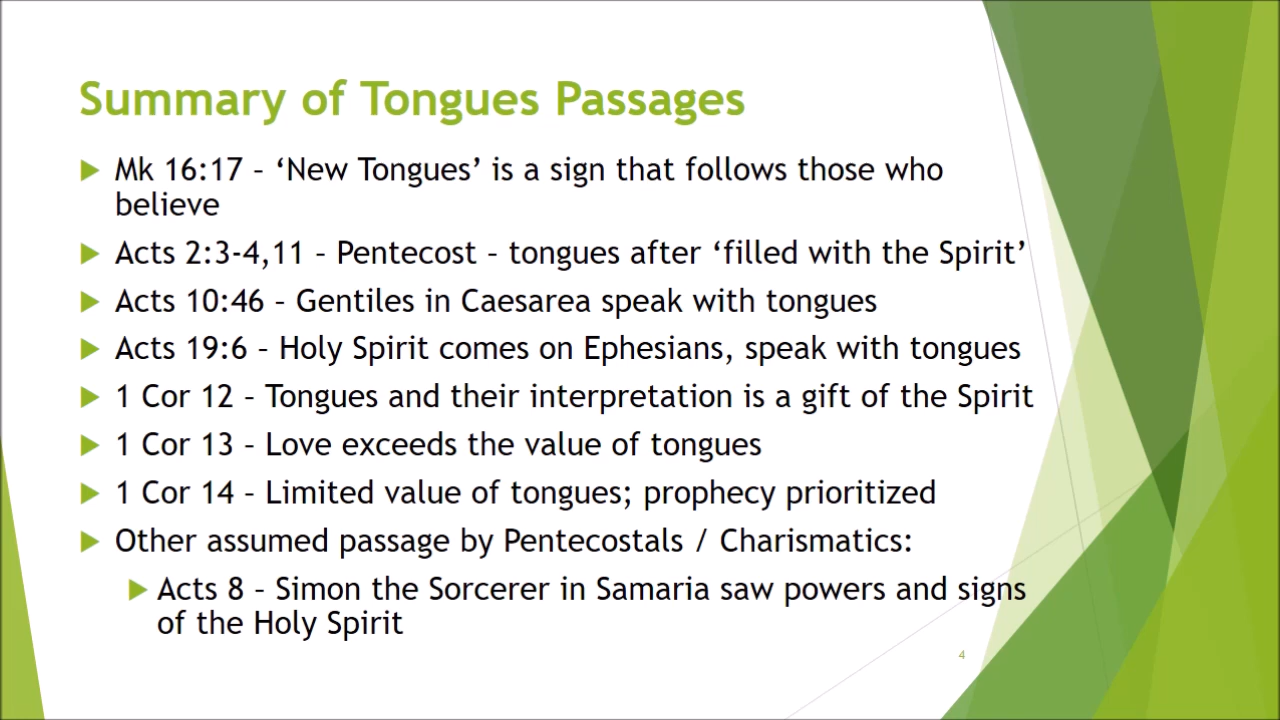 Summary of Tongues Passages
Mk 16:17 – ‘New Tongues’ is a sign that follows those who
believe
Acts 2:3-4,11 – Pentecost – tongues after ‘filled with the Spirit’
Acts 10:46 – Gentiles in Caesarea speak with tongues
Acts 19:6 – Holy Spirit comes on Ephesians, speak with tongues
1 Cor 12 – Tongues and their interpretation is a gift of the Spirit
1 Cor 13 – Love exceeds the value of tongues
1 Cor 14 – Limited value of tongues; prophecy prioritized
Other assumed passage by Pentecostals / Charismatics:
Acts 8 – Simon the Sorcerer in Samaria saw powers and signs
of the Holy Spirit
4